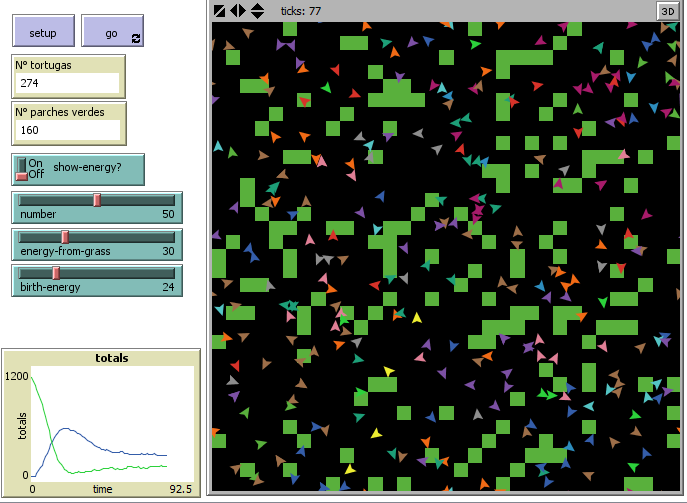 setup
go
ticks: 77
3D
Nº tortugas
274
Nº parches verdes
160
On
Off
show-energy?
number 50
energy-from-grass 30
birth-energy 24
totals
1200
totals
0
0 time 92.5